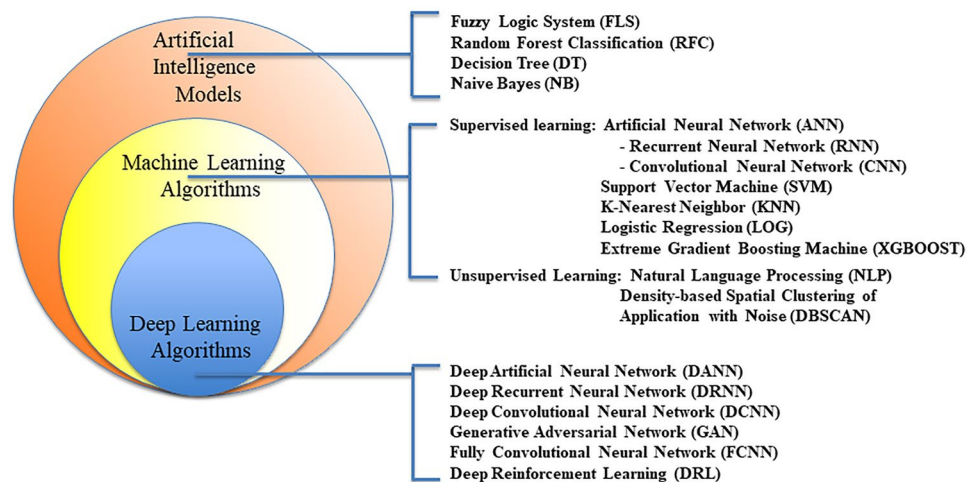 Artificial
Intelligence
Models
Machine Learning
Algorithms
Deep Learning
Algorithms
Fuzzy Logic System (FLS)
Random Forest Classification (RFC)
Decision Tree (DT)
Naive Bayes (NB)
Supervised learning: Artificial Neural Network (ANN)
- Recurrent Neural Network (RNN)
- Convolutional Neural Network (CNN)
Support Vector Machine (SVM)
K-Nearest Neighbor (KNN)
Logistic Regression (LOG)
Extreme Gradient Boosting Machine (XGBOOST)
Unsupervised Learning: Natural Language Processing (NLP)
Density-based Spatial Clustering of
Application with Noise (DBSCAN)
Deep Artificial Neural Network (DANN)
Deep Recurrent Neural Network (DRNN)
Deep Convolutional Neural Network (DCNN)
Generative Adversarial Network (GAN)
Fully Convolutional Neural Network (FCNN)
Deep Reinforcement Learning (DRL)